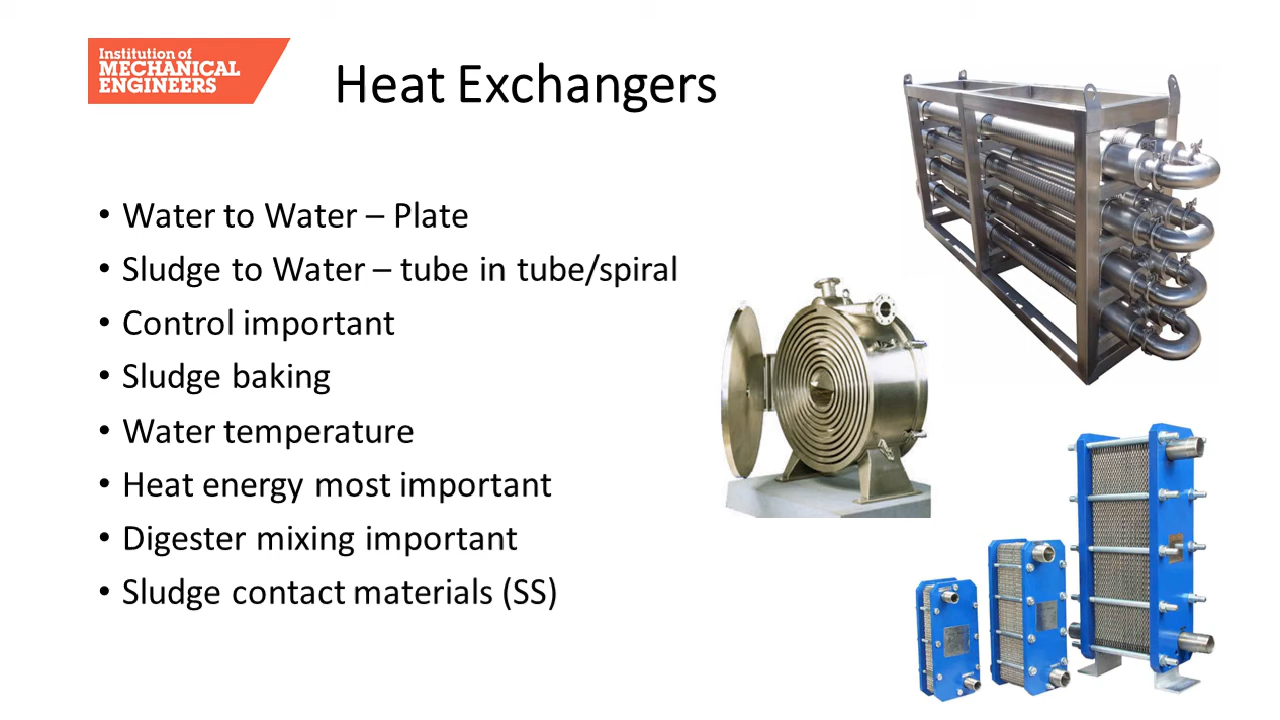 Institution of
MECHANICAL
ENGINEERS
Heat Exchangers
• Water to Water – Plate
• Sludge to Water – tube in tube/spiral
• Control important
• Sludge baking
• Water temperature
• Heat energy most important
• Digester mixing important
• Sludge contact materials (SS)